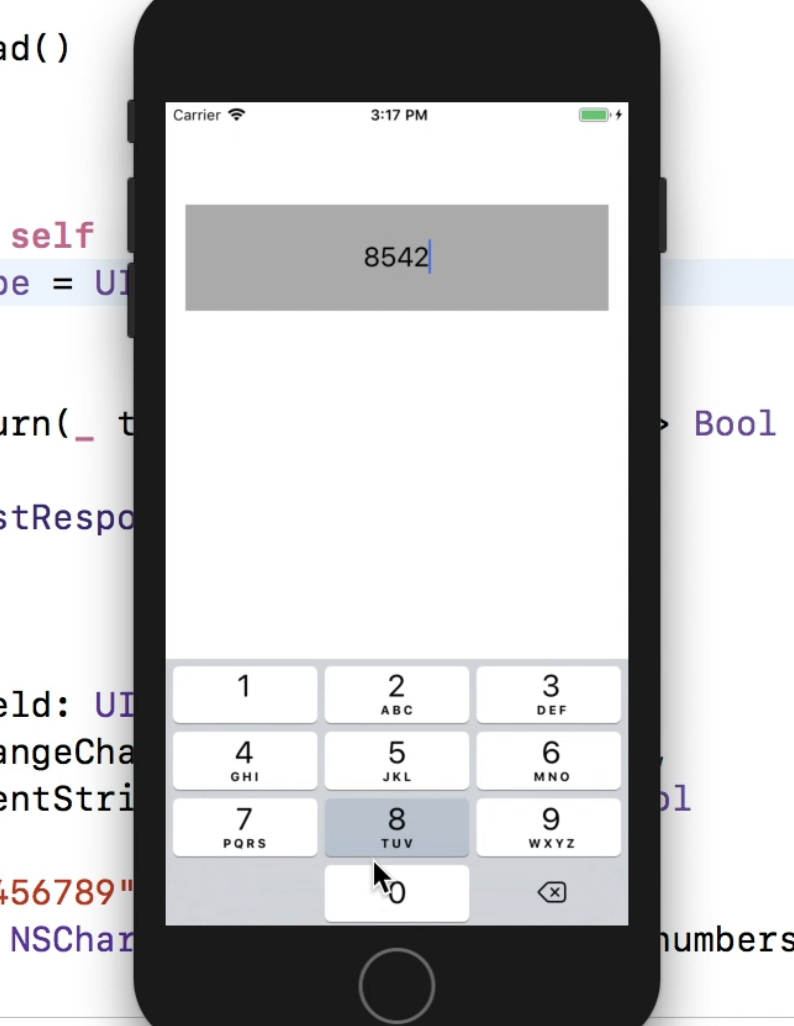 ad()
Carrier 3:17 PM
self
8542
pe = UI
urn(_ t > Bool
stRespo
1 2 3
ABC DEF
eld: UI
angeCha ,
4 5 6
GHI JKL MNO
entStri ol
7 8 9
PQRS TUV WXYZ
456789" 0
NSChar numbers